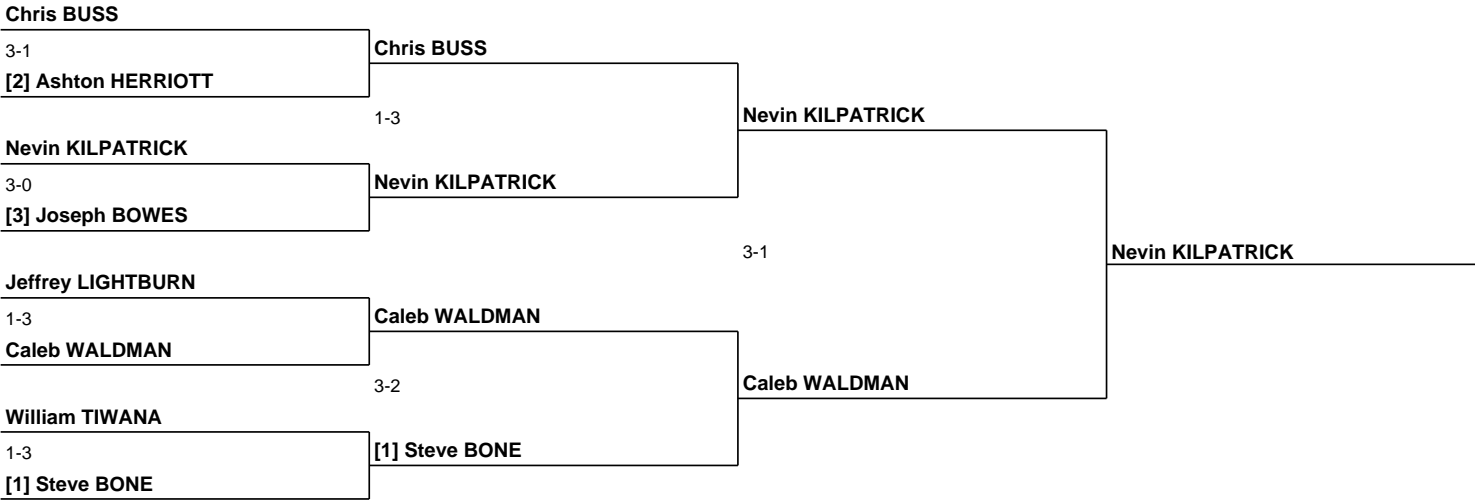 Chris BUSS
3-1
[2] Ashton HERRIOTT
Nevin KILPATRICK
3-0
[3] Joseph BOWES
Jeffrey LIGHTBURN
1-3
Caleb WALDMAN
William TIWANA
1-3
[1] Steve BONE
Chris BUSS
1-3
Nevin KILPATRICK
Caleb WALDMAN
3-2
[1] Steve BONE
Nevin KILPATRICK
3-1
Caleb WALDMAN
Nevin KILPATRICK